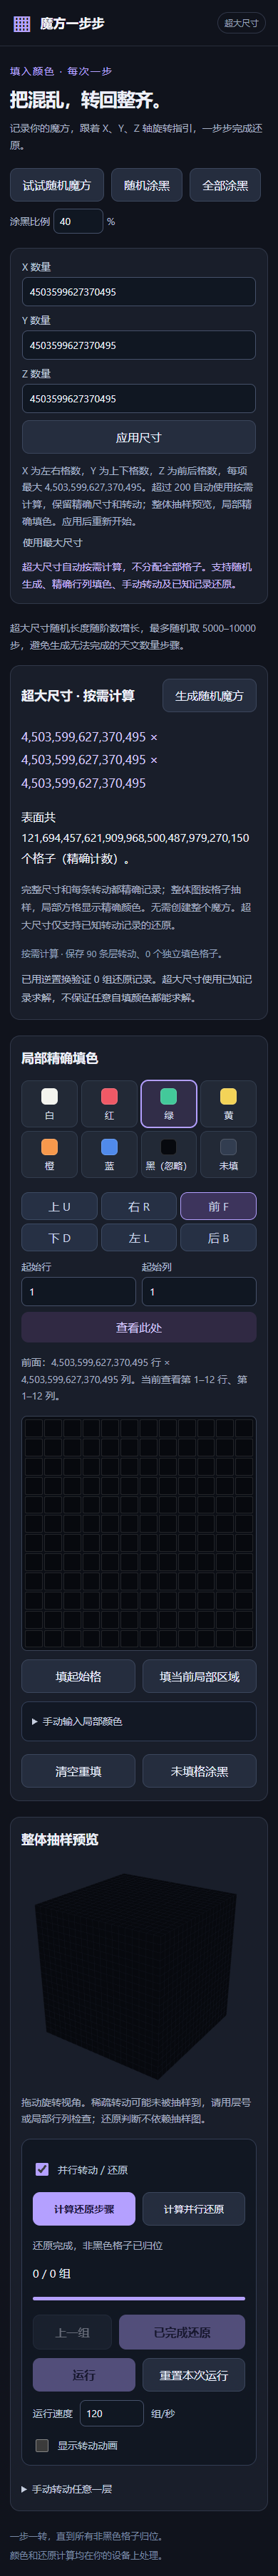 魔方一步步
超大尺寸
填入颜色 · 每次一步
把混乱，转回整齐。
记录你的魔方，跟着 X、Y、Z 轴旋转指引，一步步完成还
原。
试试随机魔方
随机涂黑
全部涂黑
涂黑比例
40
%
X 数量
4503599627370495
Y 数量
4503599627370495
Z 数量
4503599627370495
应用尺寸
X 为左右格数，Y 为上下格数，Z 为前后格数，每项
最大 4,503,599,627,370,495。超过 200 自动使用按需
计算，保留精确尺寸和转动；整体抽样预览，局部精
确填色。应用后重新开始。
使用最大尺寸
超大尺寸自动按需计算，不分配全部格子。支持随机
生成、精确行列填色、手动转动及已知记录还原。
超大尺寸随机长度随阶数增长，最多随机取 5000–10000
步，避免生成无法完成的天文数量步骤。
超大尺寸 · 按需计算
生成随机魔方
4,503,599,627,370,495 ×
4,503,599,627,370,495 ×
4,503,599,627,370,495
表面共
121,694,457,621,909,968,500,487,979,270,150
个格子（精确计数）。
完整尺寸和每条转动都精确记录；整体图按格子抽
样，局部方格显示精确颜色。无需创建整个魔方。超
大尺寸仅支持已知转动记录的还原。
按需计算 · 保存 90 条层转动、0 个独立填色格子。
已用逆置换验证 0 组还原记录。超大尺寸使用已知记
录求解，不保证任意自填颜色都能求解。
局部精确填色
白
红
绿
黄
橙
蓝
黑（忽略）
未填
上 U
右 R
前 F
下 D
左 L
后 B
起始行
起始列
1
1
查看此处
前面：4,503,599,627,370,495 行 ×
4,503,599,627,370,495 列。当前查看第 1–12 行、第
1–12 列。
填起始格
填当前局部区域
手动输入局部颜色
清空重填
未填格涂黑
整体抽样预览
拖动旋转视角。稀疏转动可能未被抽样到，请用层号
或局部行列检查；还原判断不依赖抽样图。
并行转动 / 还原
计算还原步骤
计算并行还原
还原完成，非黑色格子已归位
0 / 0 组
上一组
已完成还原
运行
重置本次运行
运行速度
120
组/秒
显示转动动画
手动转动任意一层
一步一转，直到所有非黑色格子归位。
颜色和还原计算均在你的设备上处理。